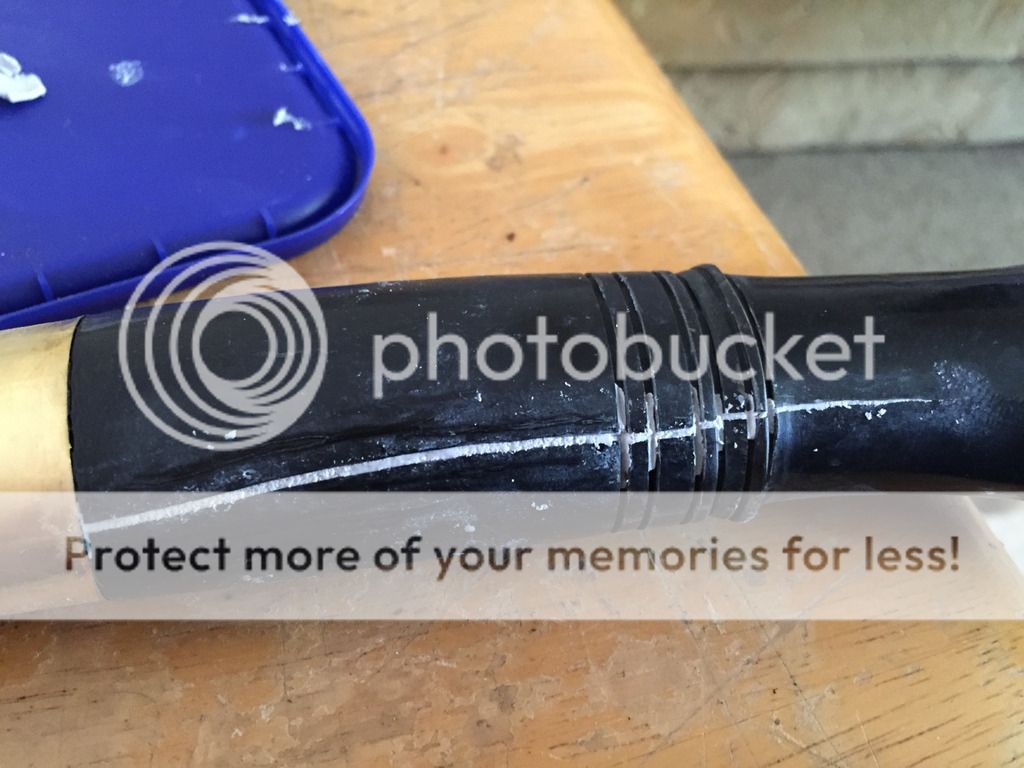 photobucket
Protect more of your memories for less!